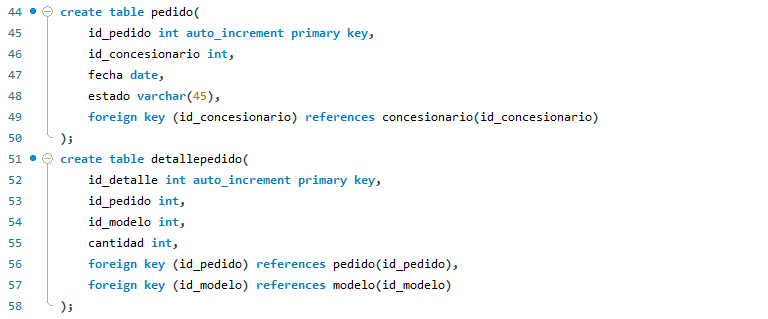 44 create table pedido(
45 id_pedido int auto_increment primary key,
46 id_concesionario int,
47 fecha date,
48 estado varchar(45),
49 foreign key (id_concesionario) references concesionario(id_concesionario)
50 );
51 create table detallepedido(
52 id_detalle int auto_increment primary key,
53 id_pedido int,
54 id_modelo int,
55 cantidad int,
56 foreign key (id_pedido) references pedido(id_pedido),
57 foreign key (id_modelo) references modelo(id_modelo)
58 );